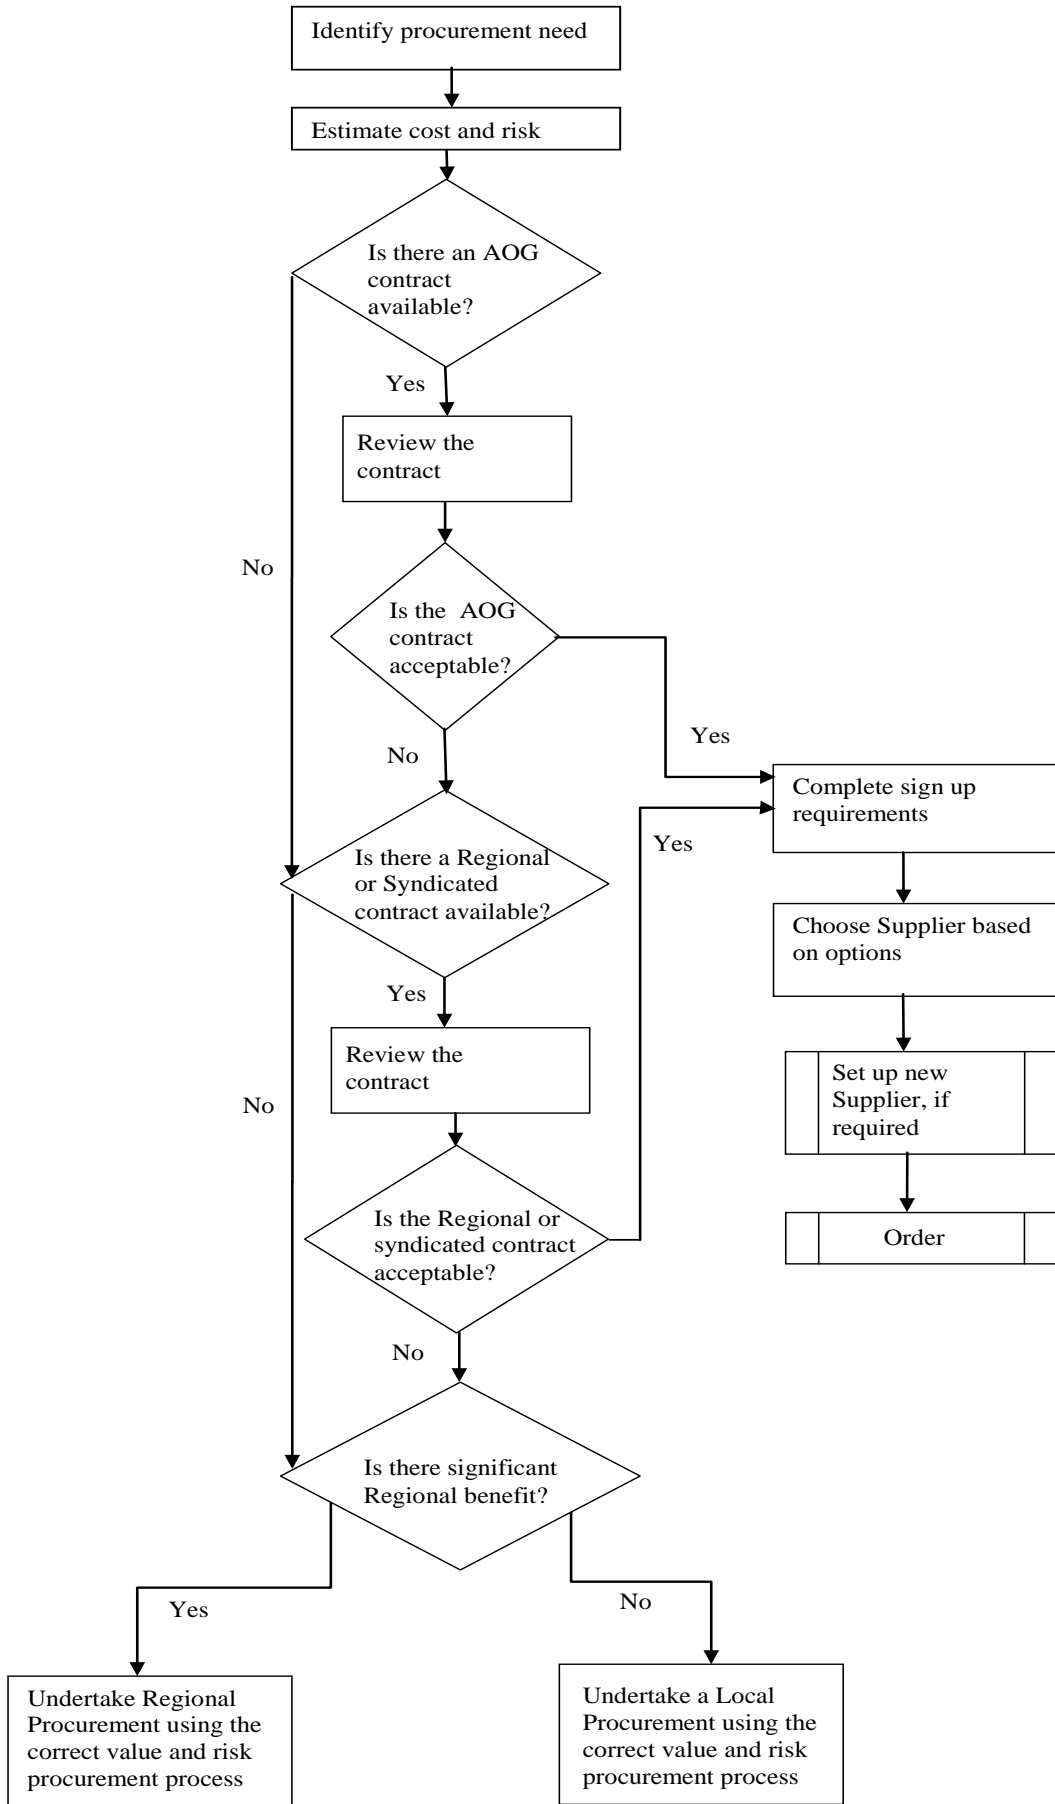 Identify procurement need
Estimate cost and risk
Is there an AOG
contract
available?
Yes
Review the
contract
No
Is the AOG
contract
acceptable?
Yes
No
Complete sign up
requirements
Yes
Is there a Regional
or Syndicated
contract available?
Choose Supplier based
on options
Yes
Review the
contract
No
Set up new
Supplier, if
required
Is the Regional or
syndicated contract
acceptable?
Order
No
Is there significant
Regional benefit?
Yes
No
Undertake Regional
Procurement using the
correct value and risk
procurement process
Undertake a Local
Procurement using the
correct value and risk
procurement process